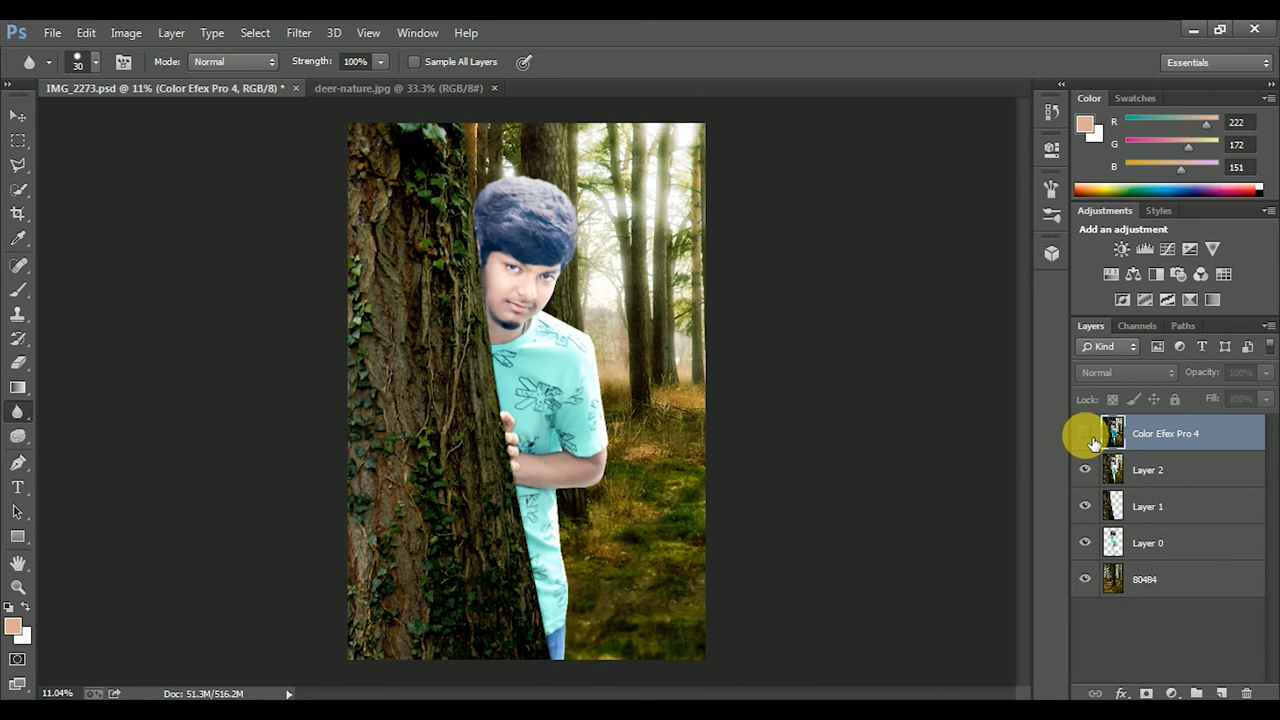 Ps File Edit Image Layer Type Select Filter 3D View Window Help
30 Mode: Normal Strength: 100% Sample All Layers Essentials
IMG_2273.psd @ 11% (Color Efex Pro 4, RGB/8) * × deer-nature.jpg @ 33.3% (RGB/8#) ×
Color Swatches
R 222
G 172
B 151
Adjustments Styles
Add an adjustment
Layers Channels Paths
Kind
Normal Opacity: 100%
Lock: Fill: 100%
Color Efex Pro 4
Layer 2
Layer 1
Layer 0
80484
11.04% Doc: 51.3M/516.2M